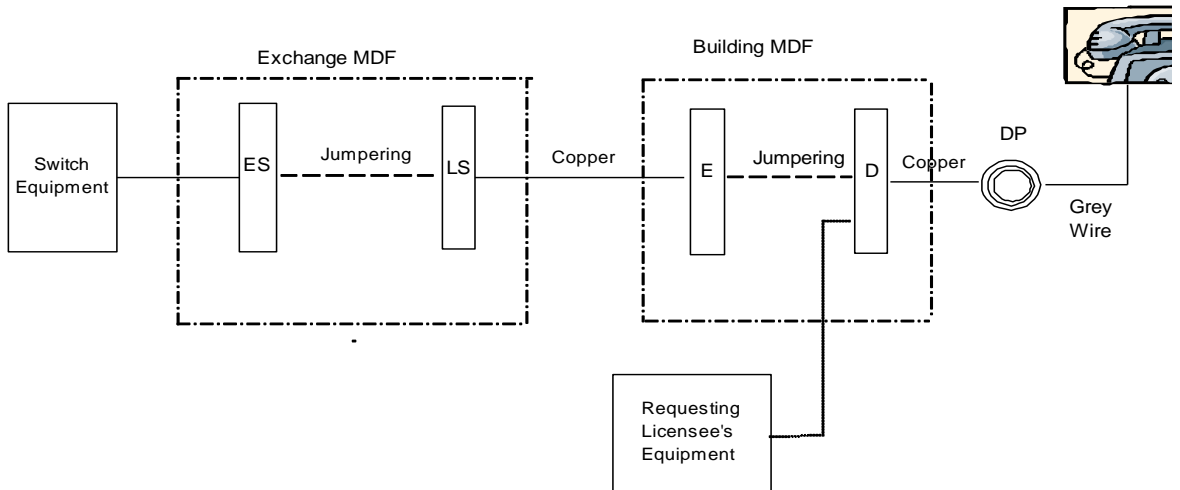 Exchange MDF
Building MDF
Switch
Equipment
ES
Jumpering
LS
Copper
E
Jumpering
D
Copper
DP
Grey
Wire
Requesting
Licensee's
Equipment